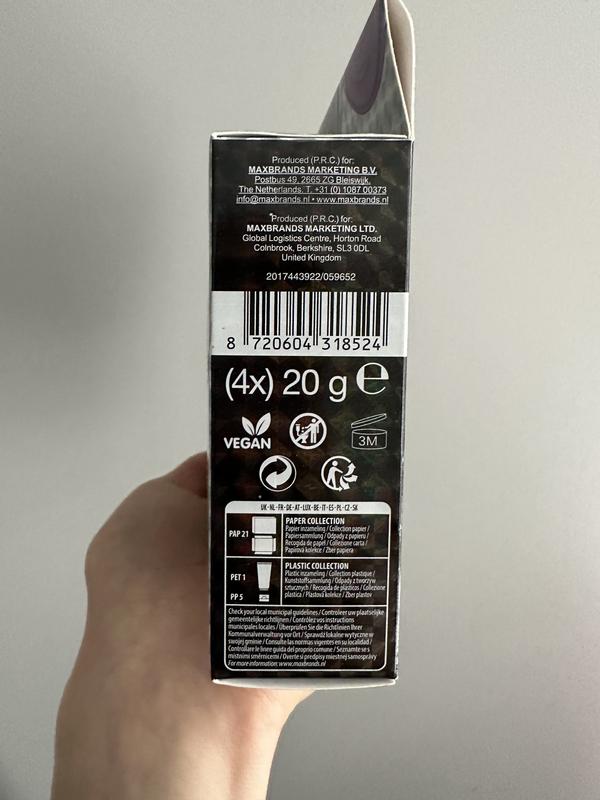 Produced (P.R.C.) for:
MAXBRANDS MARKETING B.V.
Postbus 49, 2665 ZG Bleiswijk,
The Netherlands, T. +31 (0) 1087 00373
info@maxbrands.nl • www.maxbrands.nl
*Produced (P.R.C.) for:
MAXBRANDS MARKETING LTD.
Global Logistics Centre, Horton Road
Colnbrook, Berkshire, SL3 0DL
United Kingdom
2017443922/059652
8 720604 318524
(4x) 20 g e
VEGAN
3M
UK-NL-FR-DE-AT-LUX-BE-IT-ES-PL-CZ-SK
PAP 21
PAPER COLLECTION
Papier inzameling / Collection papier /
Papiersammlung / Odpady z papieru /
Recogida de papel / Collezione carta /
Papírová kolekce / Zber papiera
PET 1
PP 5
PLASTIC COLLECTION
Plastic inzameling / Collection plastique /
Kunststoffsammlung / Odpady z tworzyw
sztucznych / Recogida de plásticos / Collezione
plastica / Plastová kolekce / Zber plastov
Check your local municipal guidelines / Controleer uw plaatselijke
gemeentelijke richtlijnen / Contrôlez vos instructions
municipales locales / Überprüfen Sie die Richtlinien Ihrer
Kommunalverwaltung vor Ort / Sprawdź lokalne wytyczne w
swojej gminie / Consulte las normas vigentes en su localidad /
Controllare le linee guida del proprio comune / Seznamte se s
místními směrnicemi / Overte si predpisy miestnej samosprávy
For more information: www.maxbrands.nl